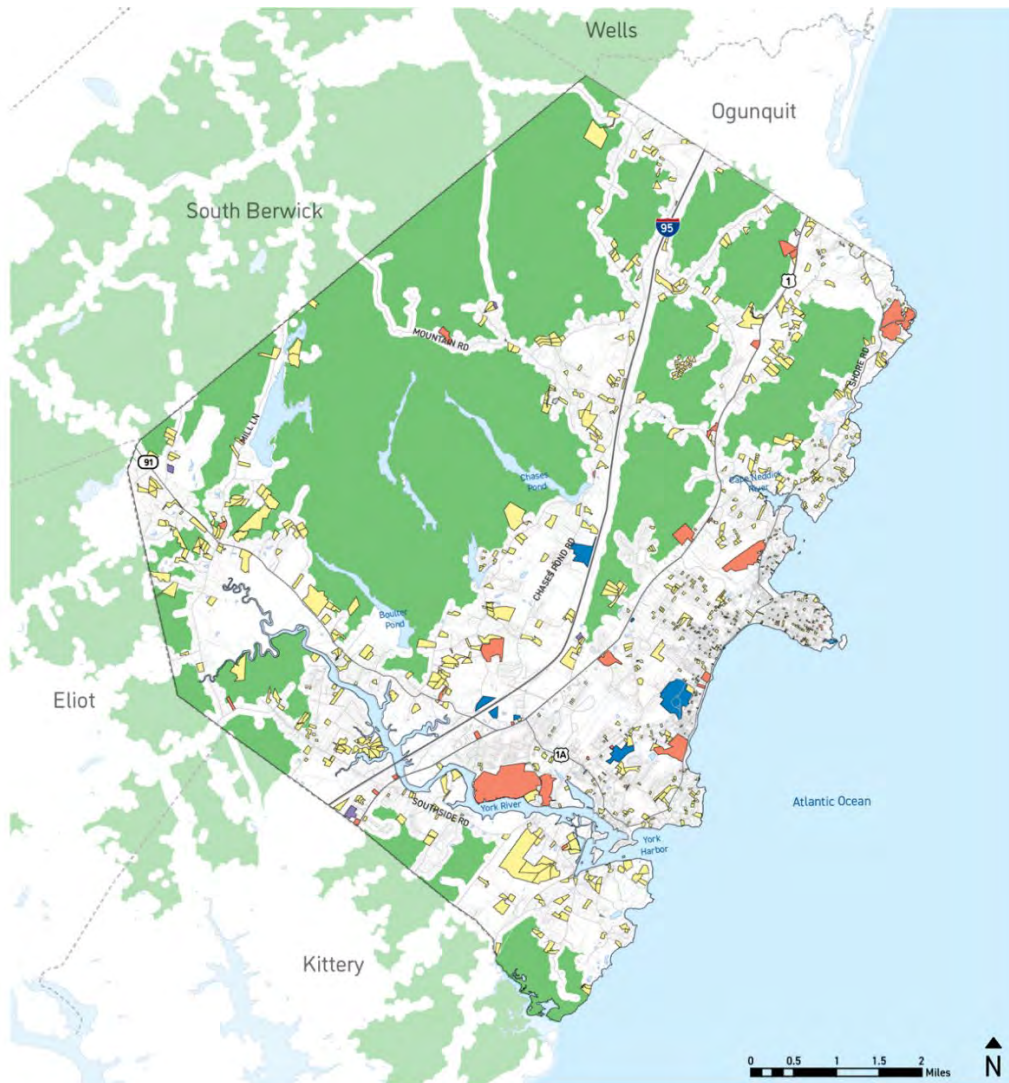 Wells
Ogunquit
South Berwick
95
1
MOUNTAIN RD
SHORE RD
MILL LN
91
Chases
Pond
Cape Neddick
River
CHASES POND RD
Boulter
Pond
Eliot
1A
Atlantic Ocean
York River
SOUTHSIDE RD
York
Harbor
Kittery
0 0.5 1 1.5 2
Miles
N